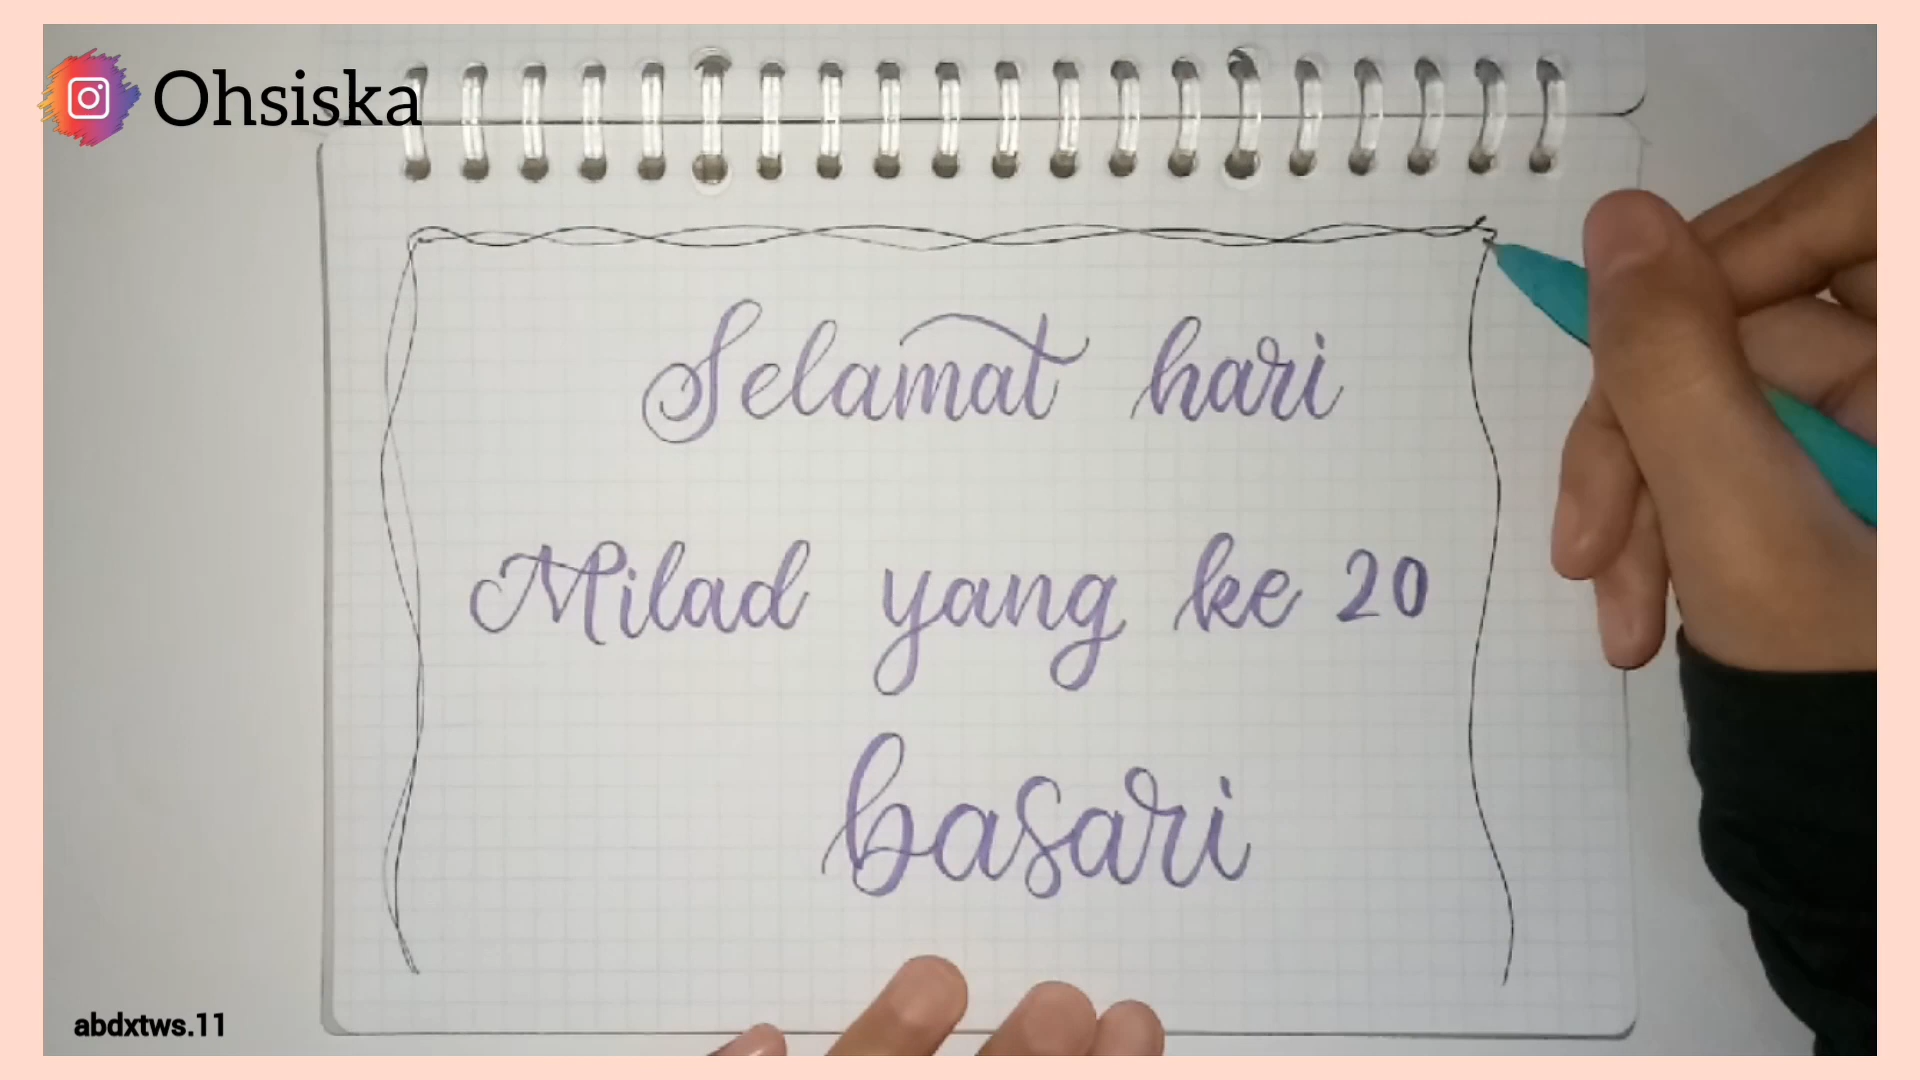 Ohsiska
Selamat hari
Milad yang ke 20
basari
abdxtws.11